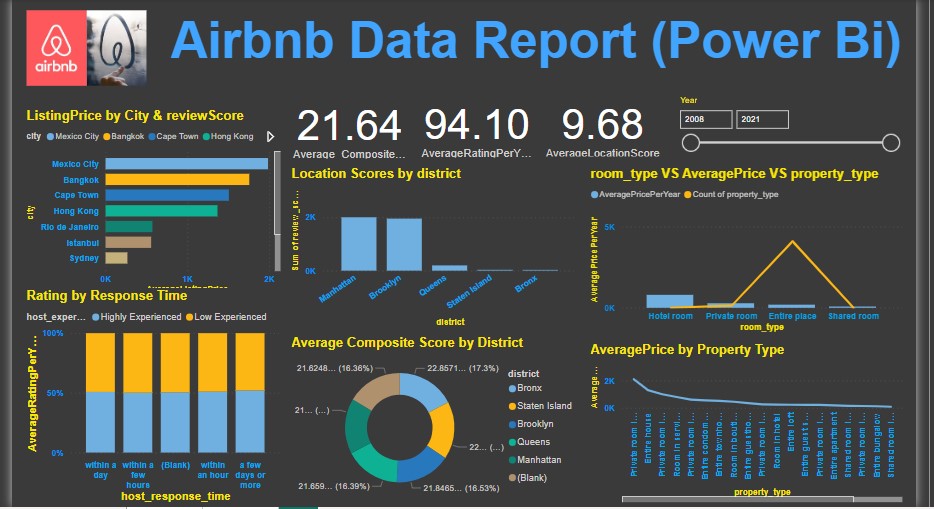 Airbnb Data Report (Power Bi)
airbnb
ListingPrice by City & reviewScore
city Mexico City Bangkok Cape Town Hong Kong
city
Mexico City
Bangkok
Cape Town
Hong Kong
Rio de Janeiro
Istanbul
Sydney
0K 1K 2K
21.64
Average_Composite...
94.10
AverageRatingPerY...
9.68
AverageLocationScore
Year
2008 2021
Location Scores by district
Sum of review_sc...
2K
0K
Manhattan
Brooklyn
Queens
Staten Island
Bronx
district
room_type VS AveragePrice VS property_type
AveragePricePerYear Count of property_type
Average Price PerYear
5K
0K
Hotel room Private room Entire place Shared room
room_type
Rating by Response Time
host_exper... Highly Experienced Low Experienced
AverageRatingPerY...
100%
50%
0%
within a day
within a few hours
(Blank)
within an hour
a few days or more
host_response_time
Average Composite Score by District
21.6248... (16.36%)
22.8571... (17.3%)
21... (...)
22... (...)
21.659... (16.39%)
21.8465... (16.53%)
district
Bronx
Staten Island
Brooklyn
Queens
Manhattan
(Blank)
AveragePrice by Property Type
Average...
2K
0K
Private room i...
Entire house
Private room i...
Room in servi...
Private room i...
Entire condom...
Entire townho...
Room in bouti...
Entire guestho...
Private room i...
Room in hotel
Entire loft
Entire guests...
Private room i...
Entire apartment
Shared room i...
Private room i...
Entire bungalow
Shared room i...
property_type